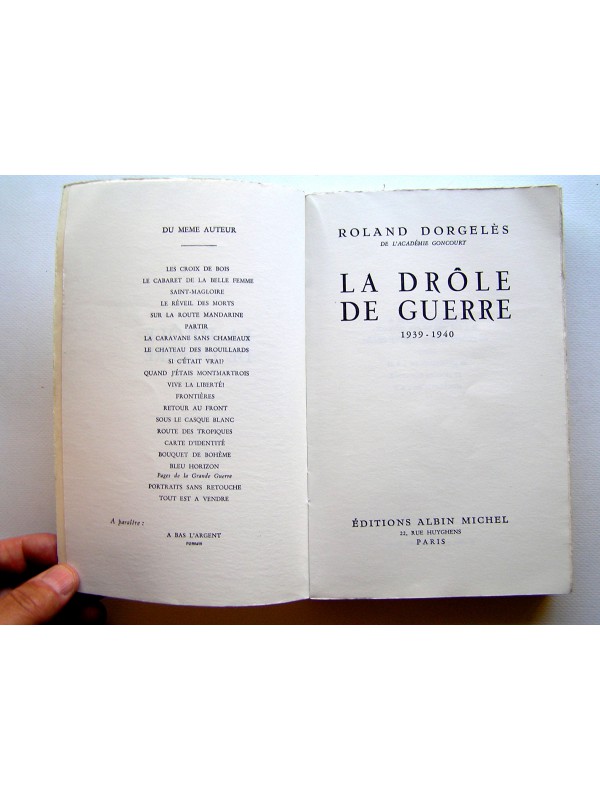 DU MEME AUTEUR
LES CROIX DE BOIS
LE CABARET DE LA BELLE FEMME
SAINT-MAGLOIRE
LE RÉVEIL DES MORTS
SUR LA ROUTE MANDARINE
PARTIR
LA CARAVANE SANS CHAMEAUX
LE CHATEAU DES BROUILLARDS
SI C'ÉTAIT VRAI?
QUAND J'ÉTAIS MONTMARTROIS
VIVE LA LIBERTÉ!
FRONTIÈRES
RETOUR AU FRONT
SOUS LE CASQUE BLANC
ROUTE DES TROPIQUES
CARTE D'IDENTITÉ
BOUQUET DE BOHÊME
BLEU HORIZON
Pages de la Grande Guerre
PORTRAITS SANS RETOUCHE
TOUT EST A VENDRE
A paraître :
A BAS L'ARGENT
ROMAN
ROLAND DORGELÈS
DE L'ACADÉMIE GONCOURT
LA DRÔLE
DE GUERRE
1939-1940
ÉDITIONS ALBIN MICHEL
22, RUE HUYGHENS
PARIS